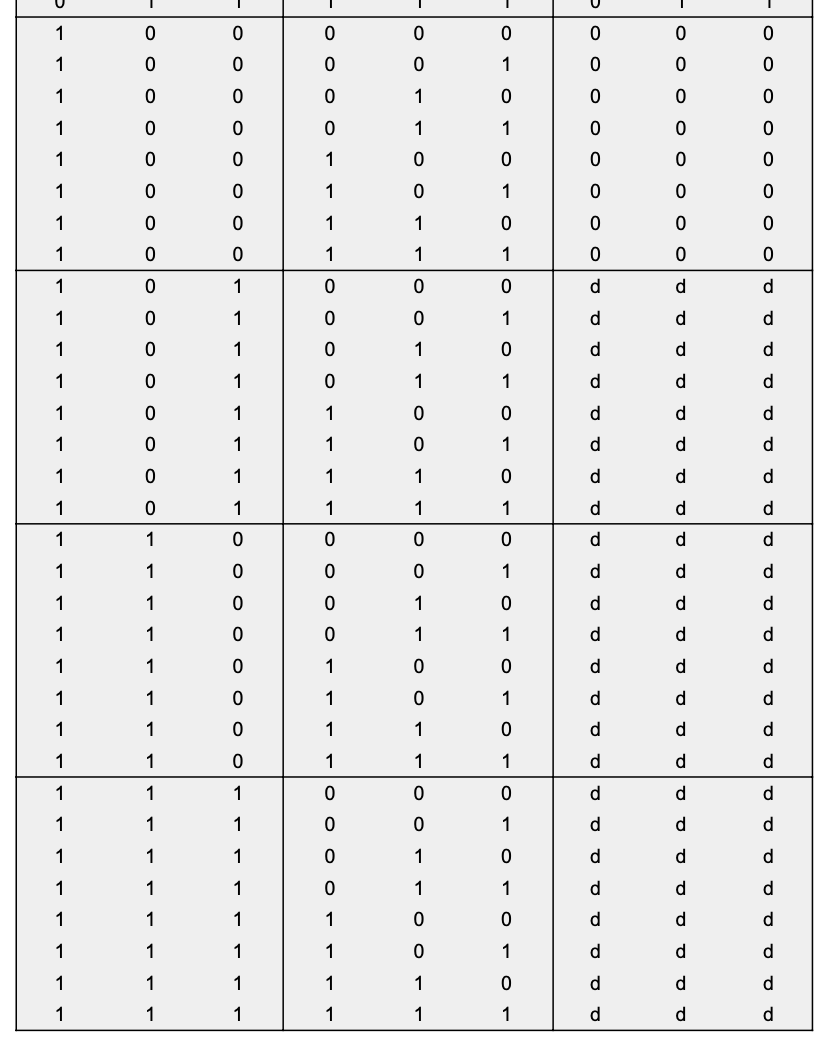 0 1 1 1 1 1 0 1 1
1 0 0 0 0 0 0 0 0
1 0 0 0 0 1 0 0 0
1 0 0 0 1 0 0 0 0
1 0 0 0 1 1 0 0 0
1 0 0 1 0 0 0 0 0
1 0 0 1 0 1 0 0 0
1 0 0 1 1 0 0 0 0
1 0 0 1 1 1 0 0 0
1 0 1 0 0 0 d d d
1 0 1 0 0 1 d d d
1 0 1 0 1 0 d d d
1 0 1 0 1 1 d d d
1 0 1 1 0 0 d d d
1 0 1 1 0 1 d d d
1 0 1 1 1 0 d d d
1 0 1 1 1 1 d d d
1 1 0 0 0 0 d d d
1 1 0 0 0 1 d d d
1 1 0 0 1 0 d d d
1 1 0 0 1 1 d d d
1 1 0 1 0 0 d d d
1 1 0 1 0 1 d d d
1 1 0 1 1 0 d d d
1 1 0 1 1 1 d d d
1 1 1 0 0 0 d d d
1 1 1 0 0 1 d d d
1 1 1 0 1 0 d d d
1 1 1 0 1 1 d d d
1 1 1 1 0 0 d d d
1 1 1 1 0 1 d d d
1 1 1 1 1 0 d d d
1 1 1 1 1 1 d d d